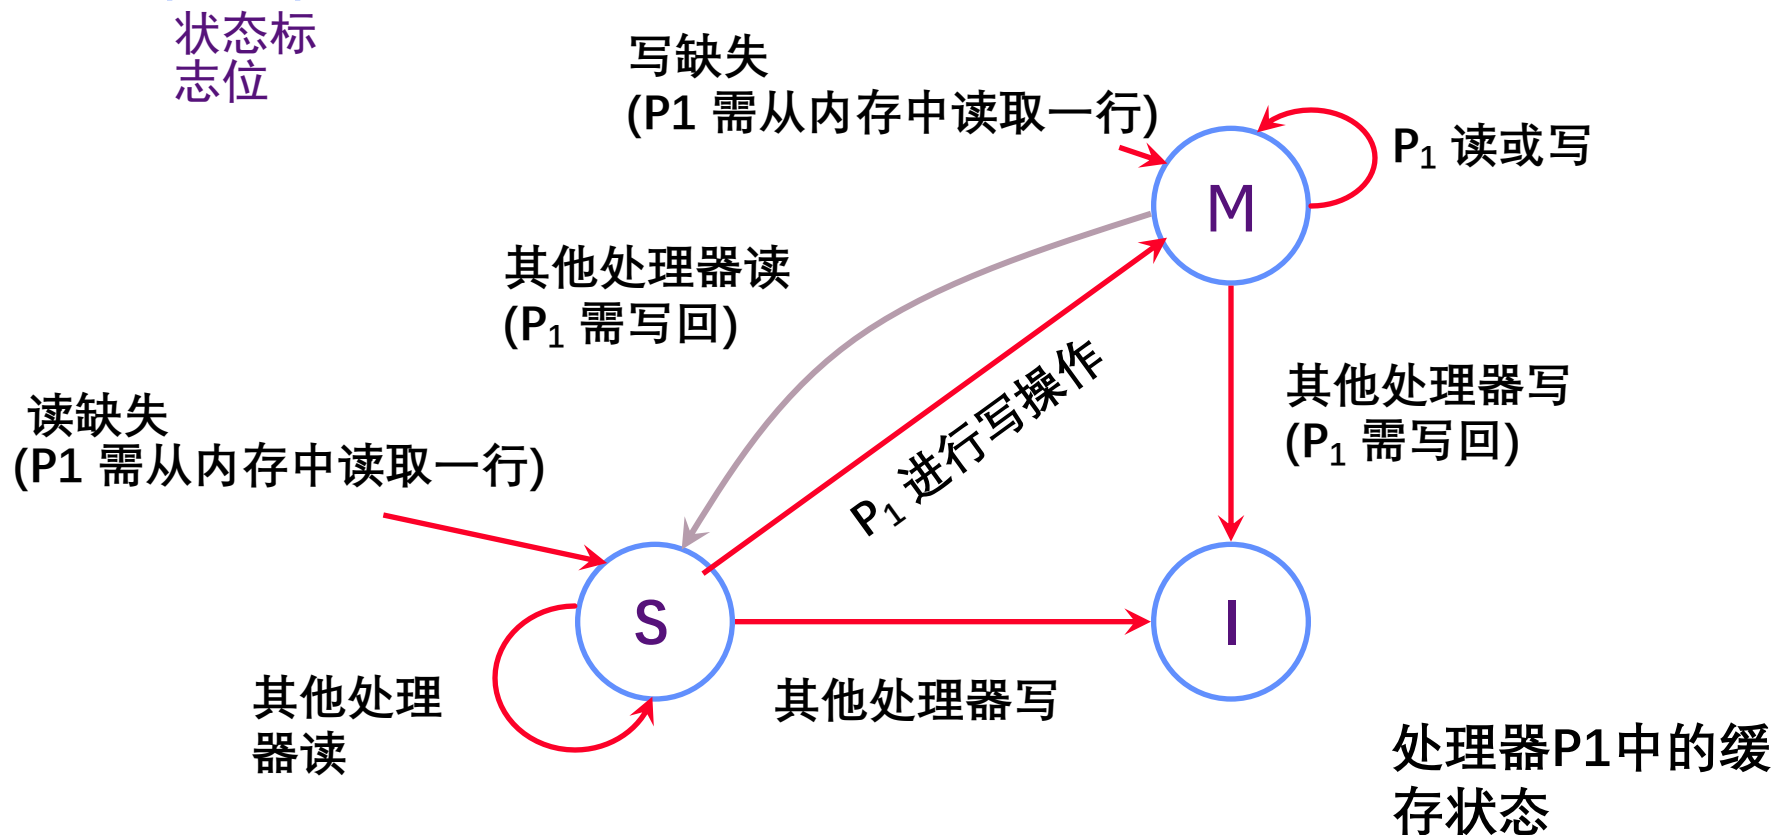 状态标
志位
写缺失
(P1 需从内存中读取一行)
P₁ 读或写
M
其他处理器读
(P₁ 需写回)
P₁ 进行写操作
其他处理器写
(P₁ 需写回)
读缺失
(P1 需从内存中读取一行)
S
I
其他处理
器读
其他处理器写
处理器P1中的缓
存状态